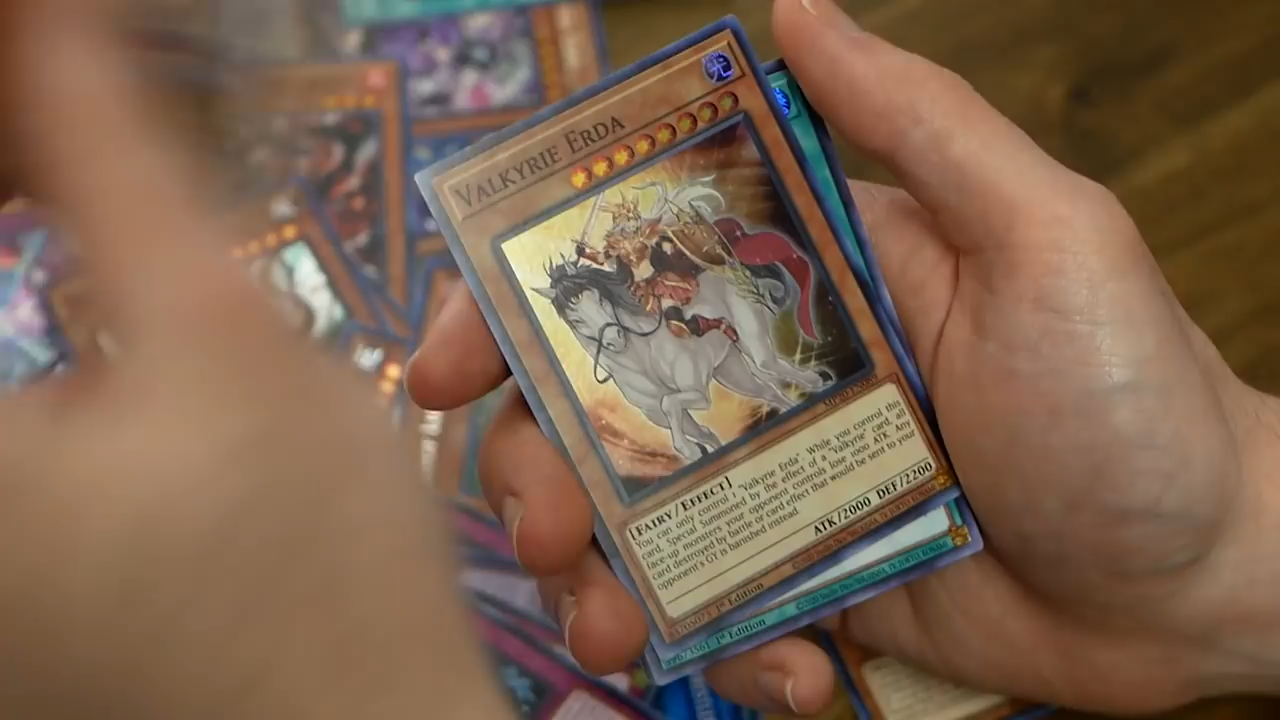 光
VALKYRIE ERDA
[FAIRY/EFFECT]
You can only control 1 "Valkyrie Erda". While you control this
card, Special Summoned by the effect of a "Valkyrie" card, all
face-up monsters your opponent controls lose 1000 ATK. Any
card destroyed by battle or card effect that would be sent to your
opponent's GY is banished instead.
ATK/2000 DEF/2200
1st Edition
1st Edition